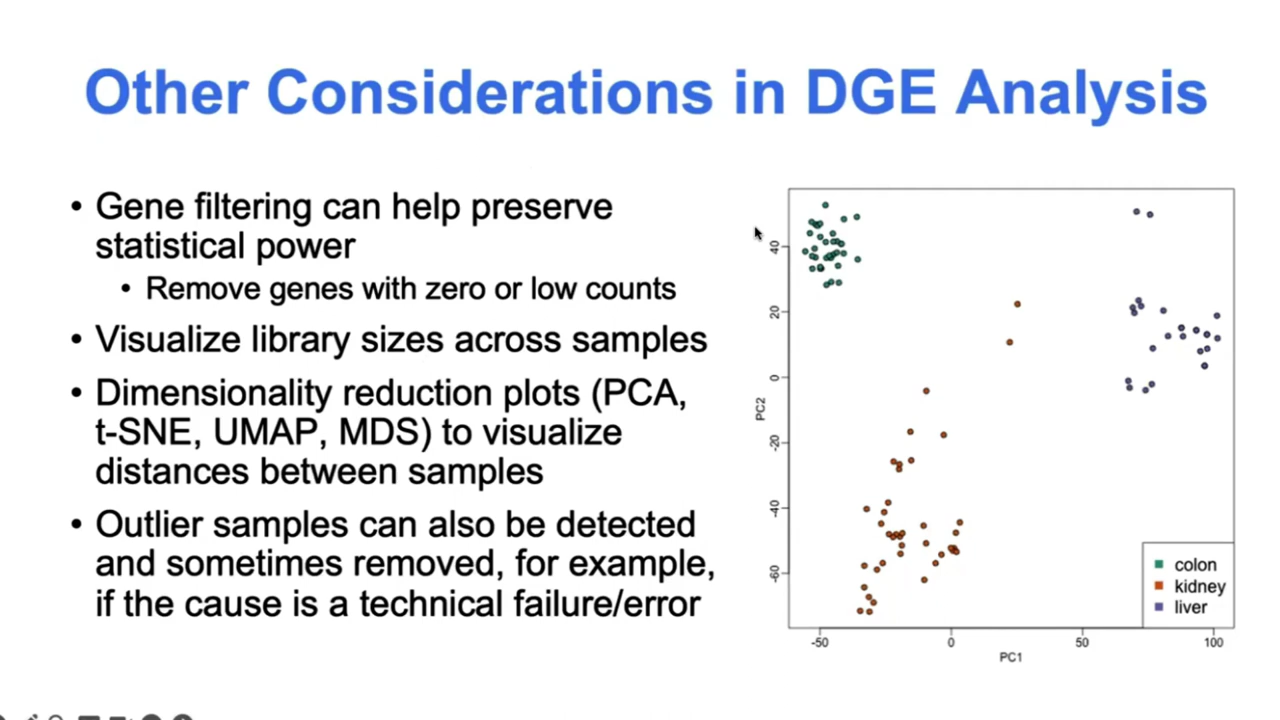 Other Considerations in DGE Analysis
• Gene filtering can help preserve
statistical power
• Remove genes with zero or low counts
• Visualize library sizes across samples
• Dimensionality reduction plots (PCA,
t-SNE, UMAP, MDS) to visualize
distances between samples
• Outlier samples can also be detected
and sometimes removed, for example,
if the cause is a technical failure/error
PC2
40
20
0
-20
-40
-60
colon
kidney
liver
-50 0 50 100
PC1